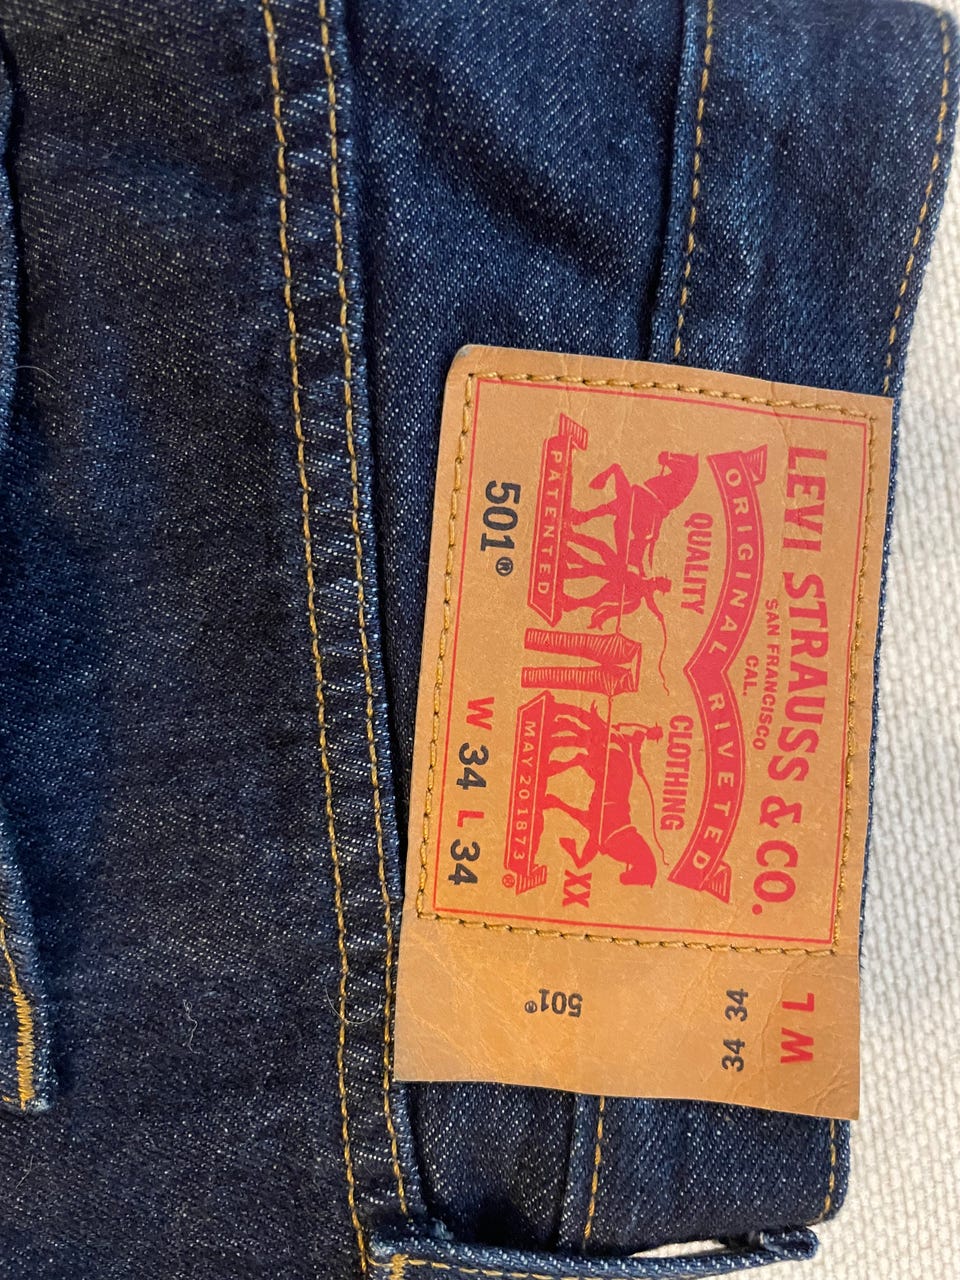 LEVI STRAUSS & CO.
SAN FRANCISCO
CAL.
ORIGINAL RIVETED
QUALITY CLOTHING
PATENTED MAY 20 1873
XX
®
501® W 34 L 34
W L
34 34
501®